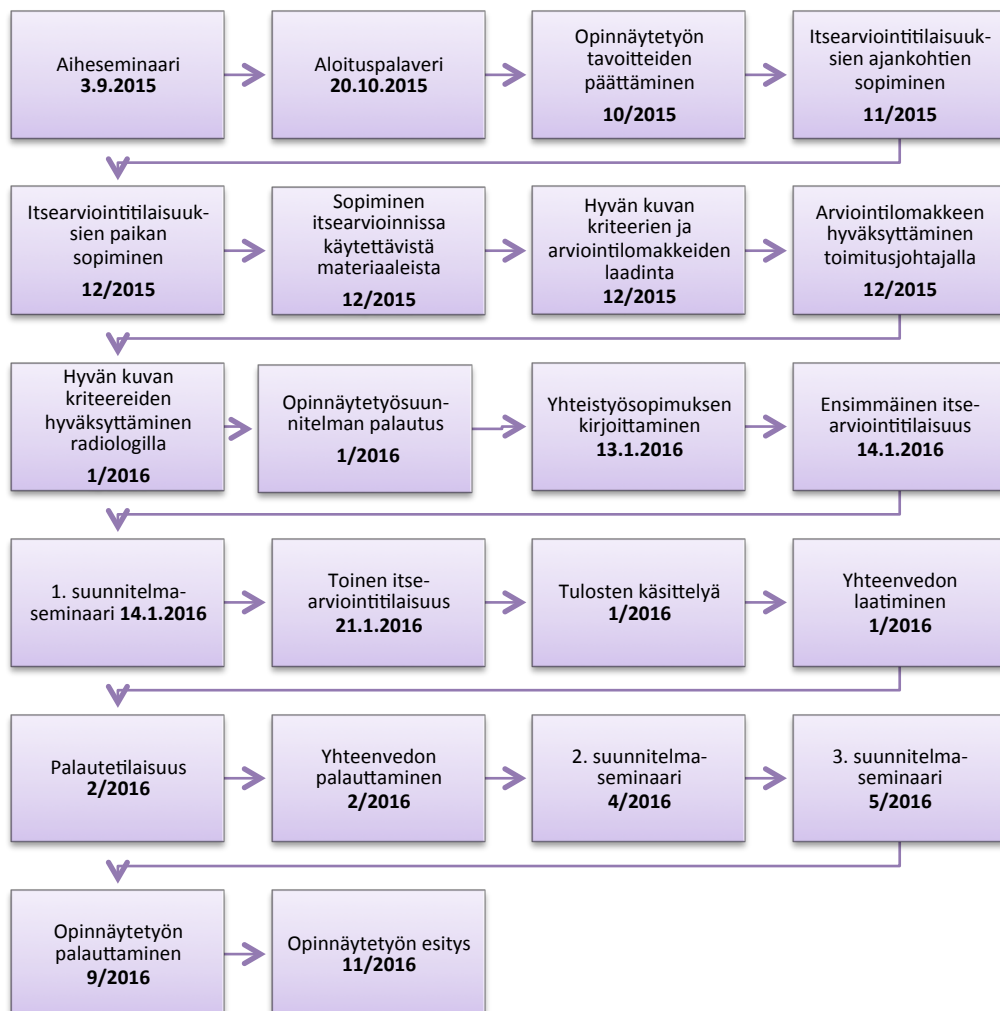 Aiheseminaari
3.9.2015
Aloituspalaveri
20.10.2015
Opinnäytetyön
tavoitteiden
päättäminen
10/2015
Itsearviointitilaisuuk-
sien ajankohtien
sopiminen
11/2015
Itsearviointitilaisuuk-
sien paikan
sopiminen
12/2015
Sopiminen
itsearvioinnissa
käytettävistä
materiaaleista
12/2015
Hyvän kuvan
kriteerien ja
arviointilomakkeiden
laadinta
12/2015
Arviointilomakkeen
hyväksyttäminen
toimitusjohtajalla
12/2015
Hyvän kuvan
kriteereiden
hyväksyttäminen
radiologilla
1/2016
Opinnäytetyösuun-
nitelman palautus
1/2016
Yhteistyösopimuksen
kirjoittaminen
13.1.2016
Ensimmäinen itse-
arviointitilaisuus
14.1.2016
1. suunnitelma-
seminaari 14.1.2016
Toinen itse-
arviointitilaisuus
21.1.2016
Tulosten käsittelyä
1/2016
Yhteenvedon
laatiminen
1/2016
Palautetilaisuus
2/2016
Yhteenvedon
palauttaminen
2/2016
2. suunnitelma-
seminaari
4/2016
3. suunnitelma-
seminaari
5/2016
Opinnäytetyön
palauttaminen
9/2016
Opinnäytetyön esitys
11/2016